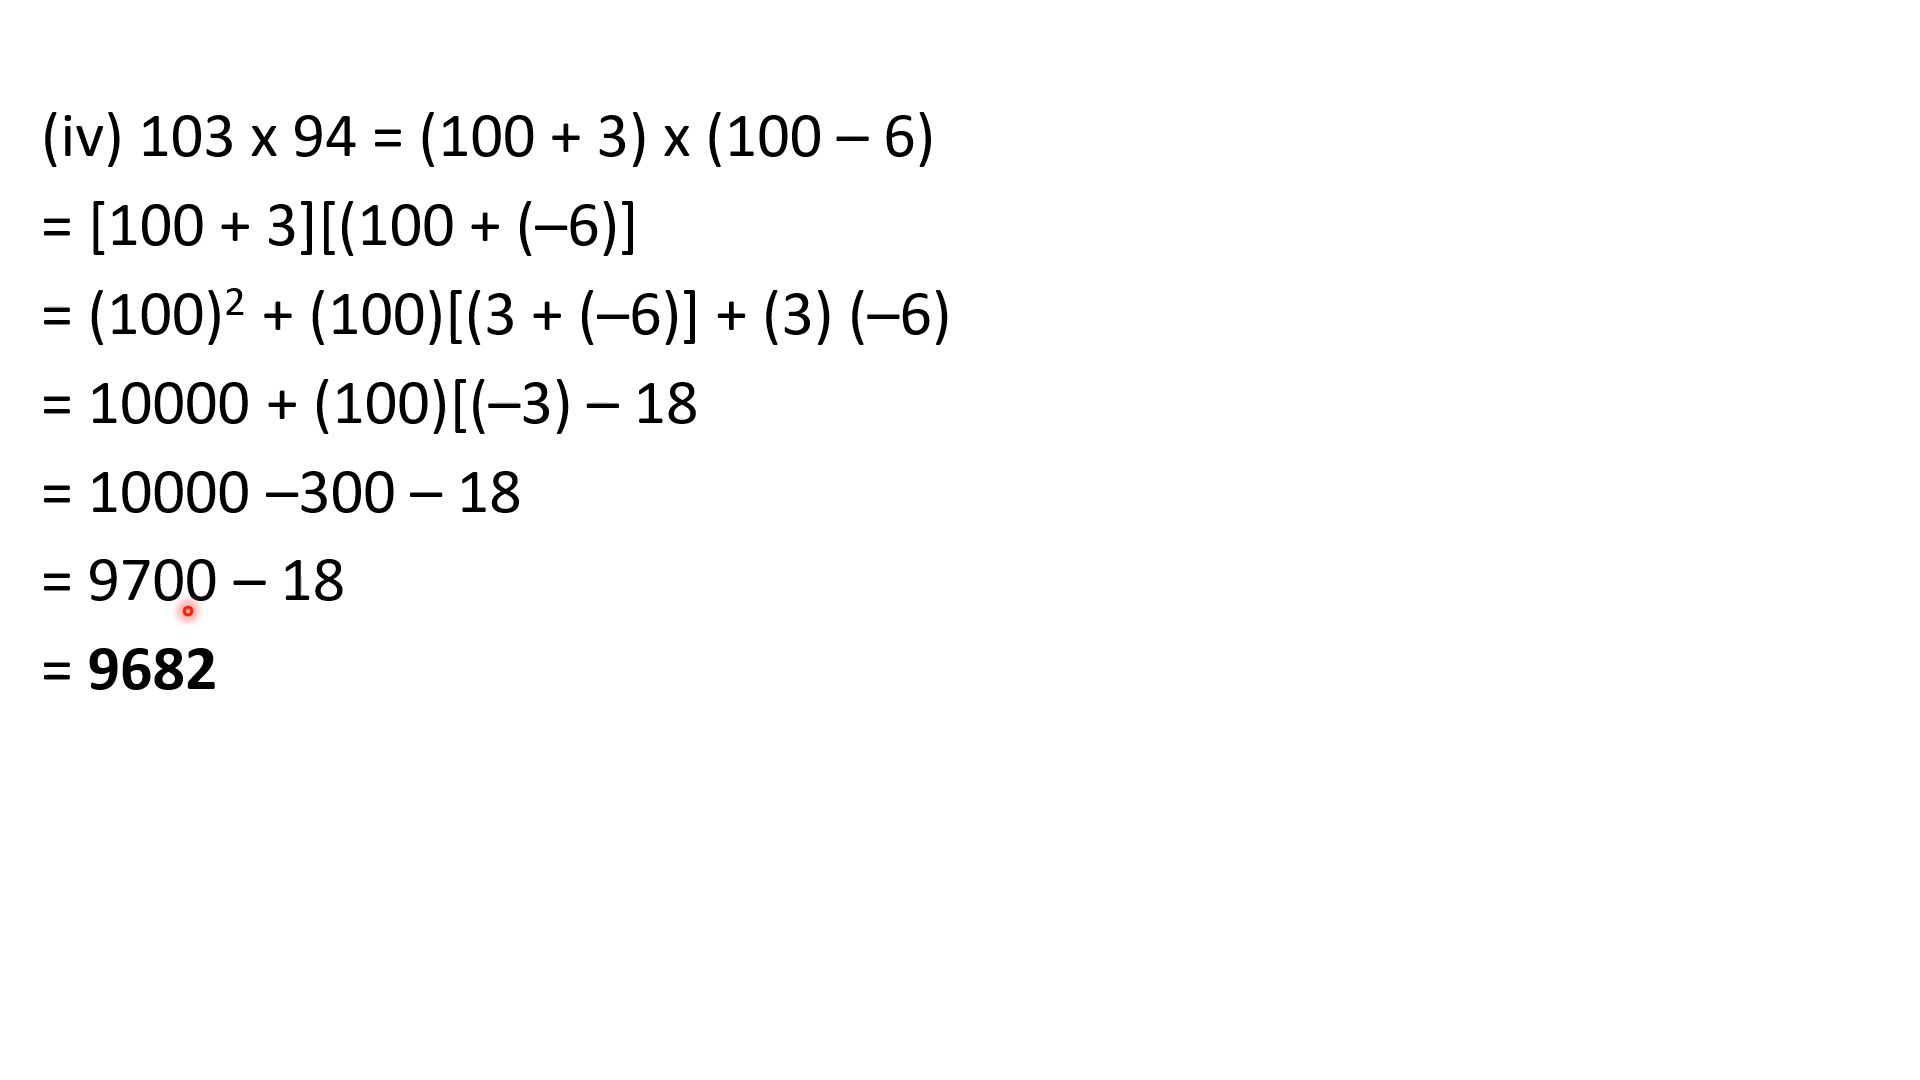 (iv) 103 x 94 = (100 + 3) x (100 – 6)
= [100 + 3][(100 + (–6)]
= (100)² + (100)[(3 + (–6)] + (3) (–6)
= 10000 + (100)[(–3) – 18
= 10000 –300 – 18
= 9700 – 18
= 9682